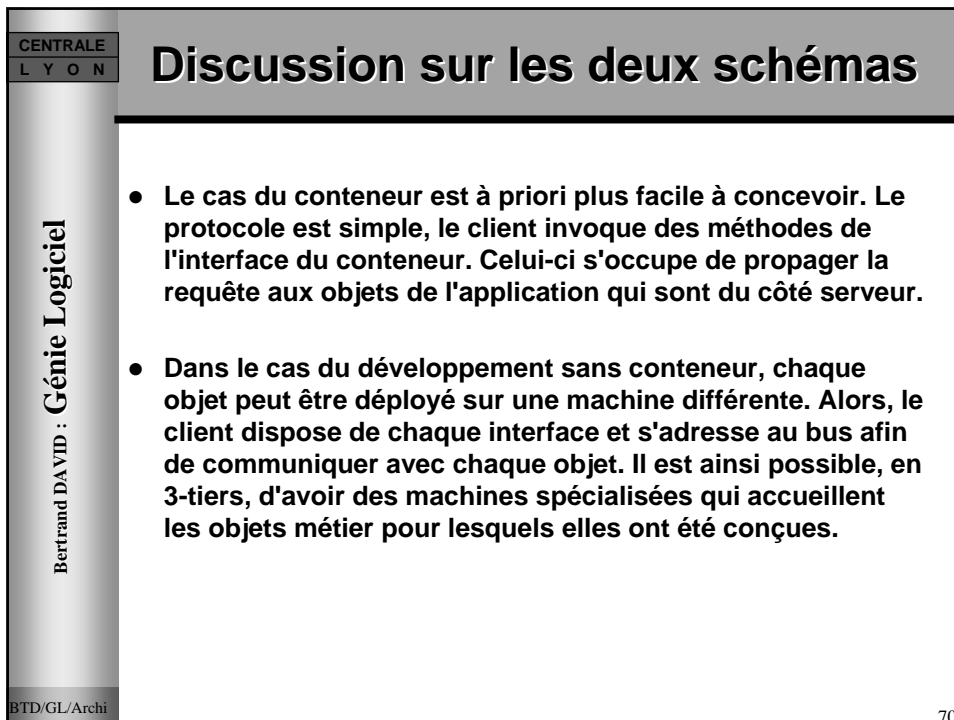 CENTRALE
L Y O N
Discussion sur les deux schémas
● Le cas du conteneur est à priori plus facile à concevoir. Le
protocole est simple, le client invoque des méthodes de
l'interface du conteneur. Celui-ci s'occupe de propager la
requête aux objets de l'application qui sont du côté serveur.
● Dans le cas du développement sans conteneur, chaque
objet peut être déployé sur une machine différente. Alors, le
client dispose de chaque interface et s'adresse au bus afin
de communiquer avec chaque objet. Il est ainsi possible, en
3-tiers, d'avoir des machines spécialisées qui accueillent
les objets métier pour lesquels elles ont été conçues.
Bertrand DAVID : Génie Logiciel
BTD/GL/Archi
70